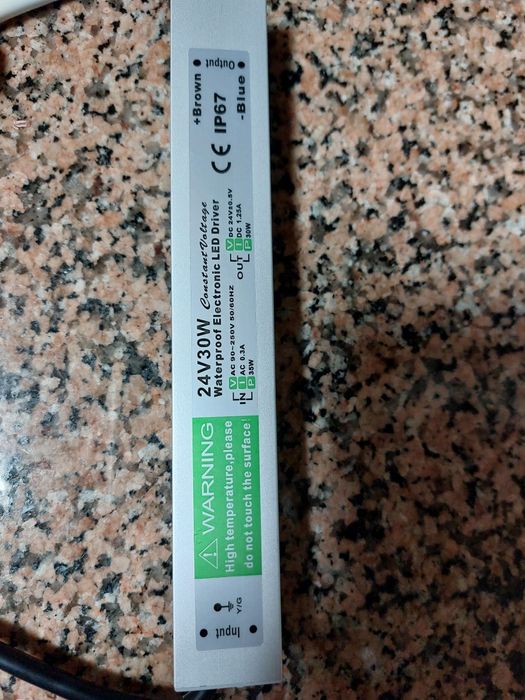 Input
Y/G
WARNING
High temperature,please
do not touch the surface!
24V30W Constant Voltage
Waterproof Electronic LED Driver
IN
V AC 90~250V 50/60HZ
I AC 0.3A
P 35W
OUT
V DC 24V±0.5V
I DC 1.25A
P 30W
CE IP67
+Brown
Output
-Blue